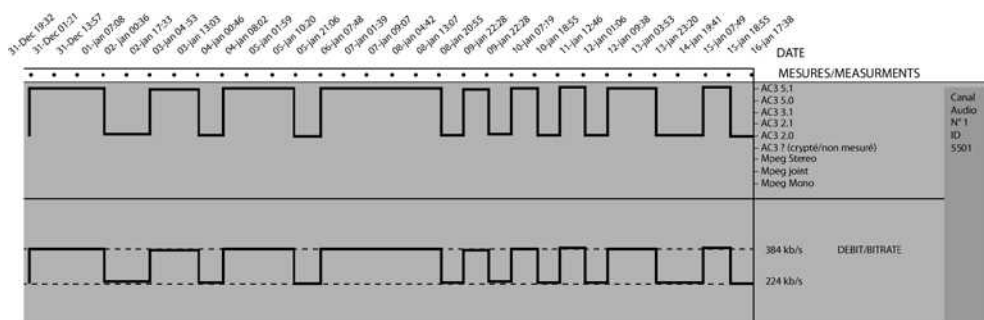 31-Dec 19:32
31-Dec 01:21
31-Dec 13:57
01-jan 07:08
02-jan 00:36
02-jan 17:33
03-jan 04:53
03-jan 13:03
04-jan 00:46
04-jan 08:02
05-jan 01:59
05-jan 10:20
05-jan 21:06
06-jan 07:48
07-jan 01:39
07-jan 09:07
08-jan 04:42
08-jan 13:07
08-jan 20:55
09-jan 22:28
09-jan 22:28
10-jan 07:19
10-jan 18:55
11-jan 12:46
12-jan 01:06
12-jan 09:38
13-jan 03:53
13-jan 23:20
14-jan 19:41
15-jan 07:49
15-jan 18:55
16-jan 17:38
DATE
MESURES/MEASURMENTS
AC3 5.1
AC3 5.0
AC3 3.1
AC3 2.1
AC3 2.0
AC3 ? (crypté/non mesuré)
Mpeg Stereo
Mpeg joint
Mpeg Mono
Canal
Audio
N° 1
ID
5501
384 kb/s DEBIT/BITRATE
224 kb/s